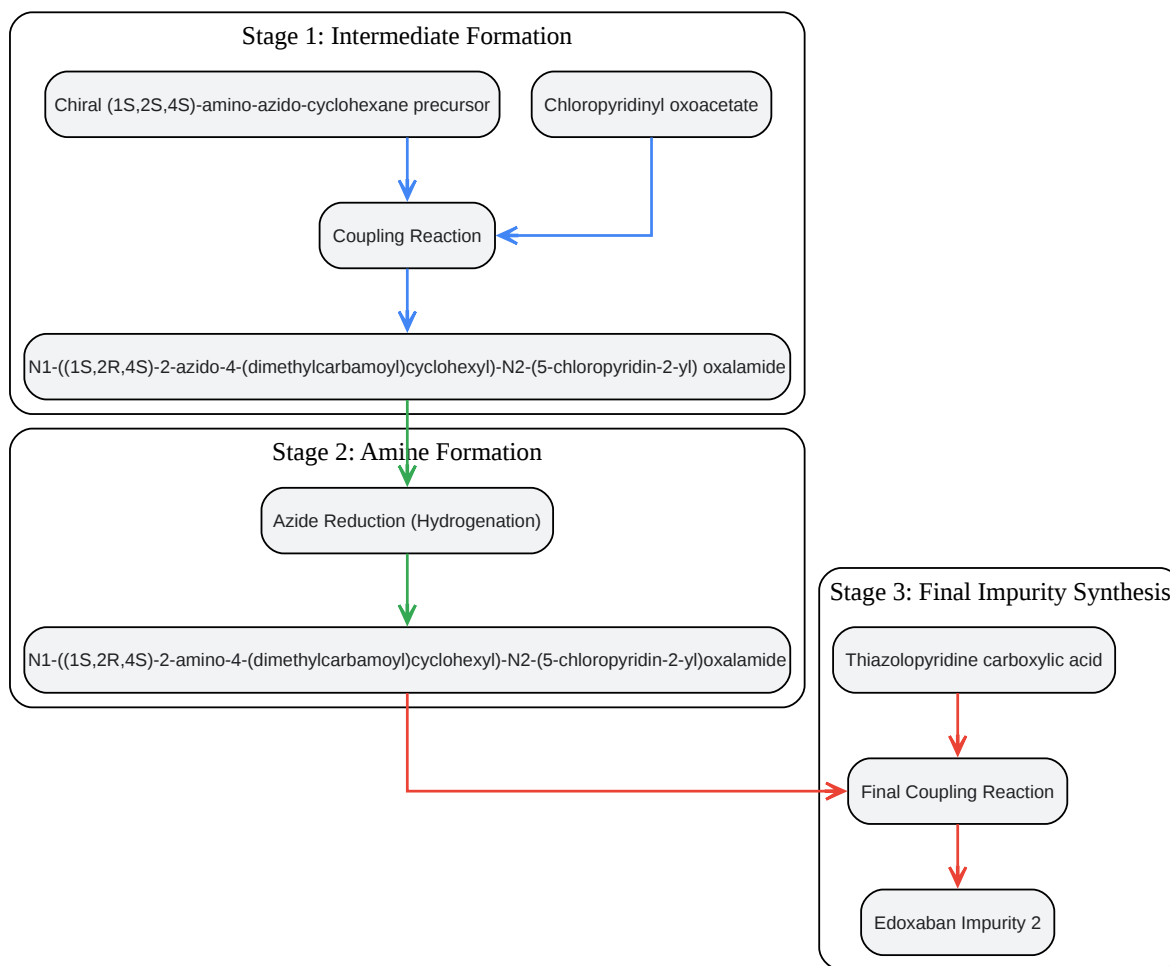 Stage 1: Intermediate Formation
Chiral (1S,2S,4S)-amino-azido-cyclohexane precursor
Chloropyridinyl oxoacetate
Coupling Reaction
N1-((1S,2R,4S)-2-azido-4-(dimethylcarbamoyl)cyclohexyl)-N2-(5-chloropyridin-2-yl) oxalamide
Stage 2: Amine Formation
Azide Reduction (Hydrogenation)
N1-((1S,2R,4S)-2-amino-4-(dimethylcarbamoyl)cyclohexyl)-N2-(5-chloropyridin-2-yl)oxalamide
Stage 3: Final Impurity Synthesis
Thiazolopyridine carboxylic acid
Final Coupling Reaction
Edoxaban Impurity 2